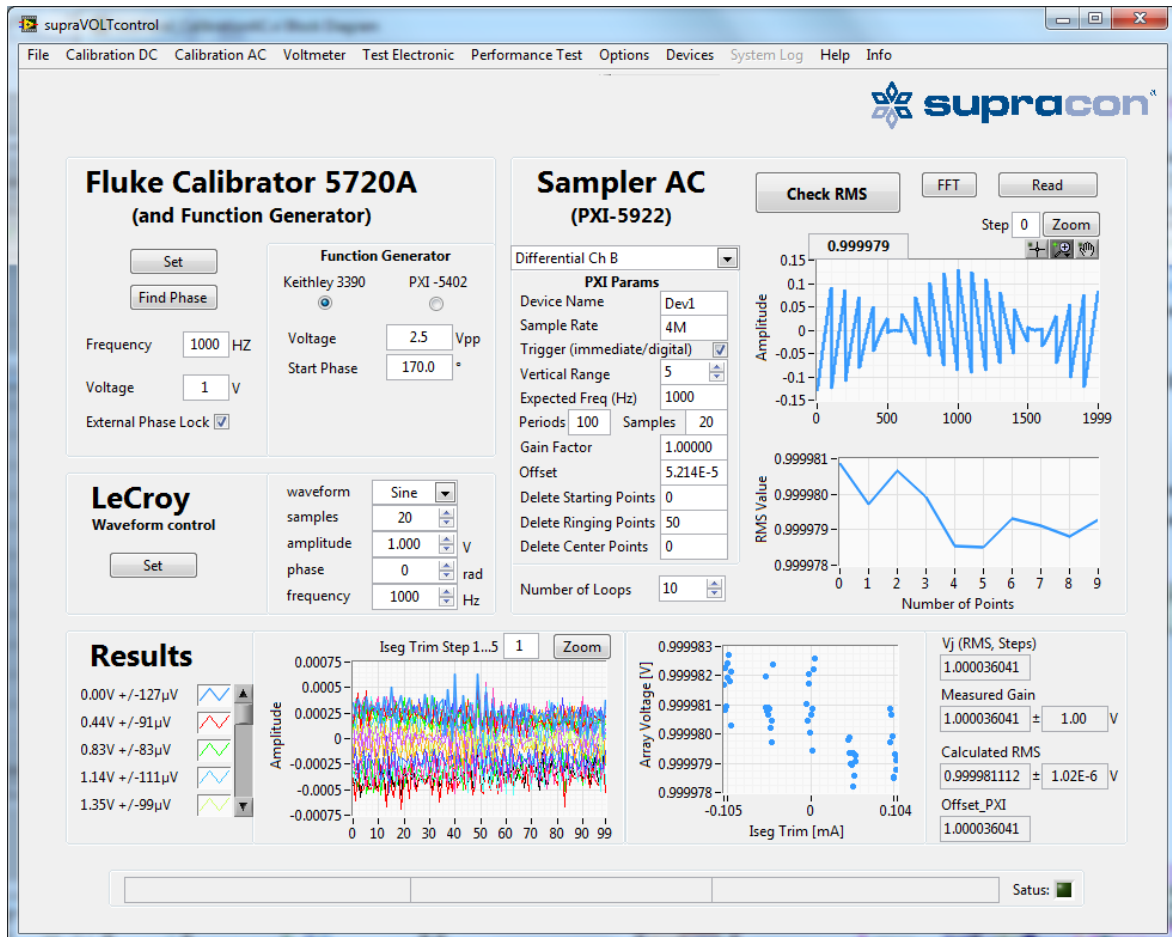 supraVOLTcontrol
File Calibration DC Calibration AC Voltmeter Test Electronic Performance Test Options Devices System Log Help Info
supracon
Fluke Calibrator 5720A
(and Function Generator)
Set
Find Phase
Frequency 1000 HZ
Voltage 1 V
External Phase Lock
Function Generator
Keithley 3390 PXI -5402
Voltage 2.5 Vpp
Start Phase 170.0 °
Sampler AC
(PXI-5922)
Differential Ch B
PXI Params
Device Name Dev1
Sample Rate 4M
Trigger (immediate/digital)
Vertical Range 5
Expected Freq (Hz) 1000
Periods 100 Samples 20
Gain Factor 1.00000
Offset 5.214E-5
Delete Starting Points 0
Delete Ringing Points 50
Delete Center Points 0
Number of Loops 10
Check RMS FFT Read
Step 0 Zoom
0.999979
Amplitude
0.15
0.1
0.05
0
-0.05
-0.1
-0.15
0 500 1000 1500 1999
RMS Value
0.999981
0.999980
0.999979
0.999978
0 1 2 3 4 5 6 7 8 9
Number of Points
LeCroy
Waveform control
Set
waveform Sine
samples 20
amplitude 1.000 V
phase 0 rad
frequency 1000 Hz
Results
0.00V +/-127µV
0.44V +/-91µV
0.83V +/-83µV
1.14V +/-111µV
1.35V +/-99µV
Iseg Trim Step 1...5 1 Zoom
Amplitude
0.00075
0.0005
0.00025
0
-0.00025
-0.0005
-0.00075
0 10 20 30 40 50 60 70 80 90 99
Array Voltage [V]
0.999983
0.999982
0.999981
0.999980
0.999979
0.999978
-0.105 0 0.104
Iseg Trim [mA]
Vj (RMS, Steps)
1.000036041
Measured Gain
1.000036041 ± 1.00 V
Calculated RMS
0.999981112 ± 1.02E-6 V
Offset_PXI
1.000036041
Satus: